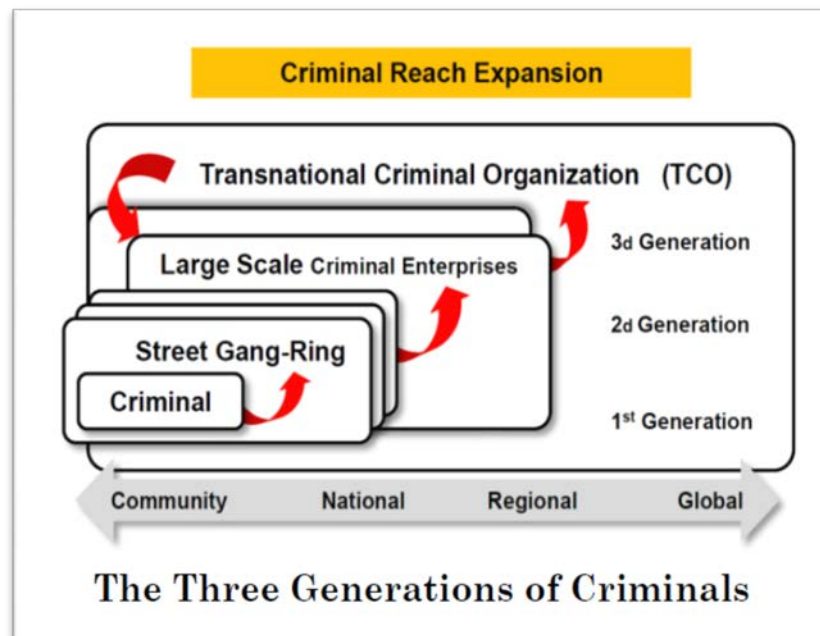 Criminal Reach Expansion
Transnational Criminal Organization (TCO)
3d Generation
Large Scale Criminal Enterprises
2d Generation
Street Gang-Ring
Criminal
1st Generation
Community National Regional Global
The Three Generations of Criminals